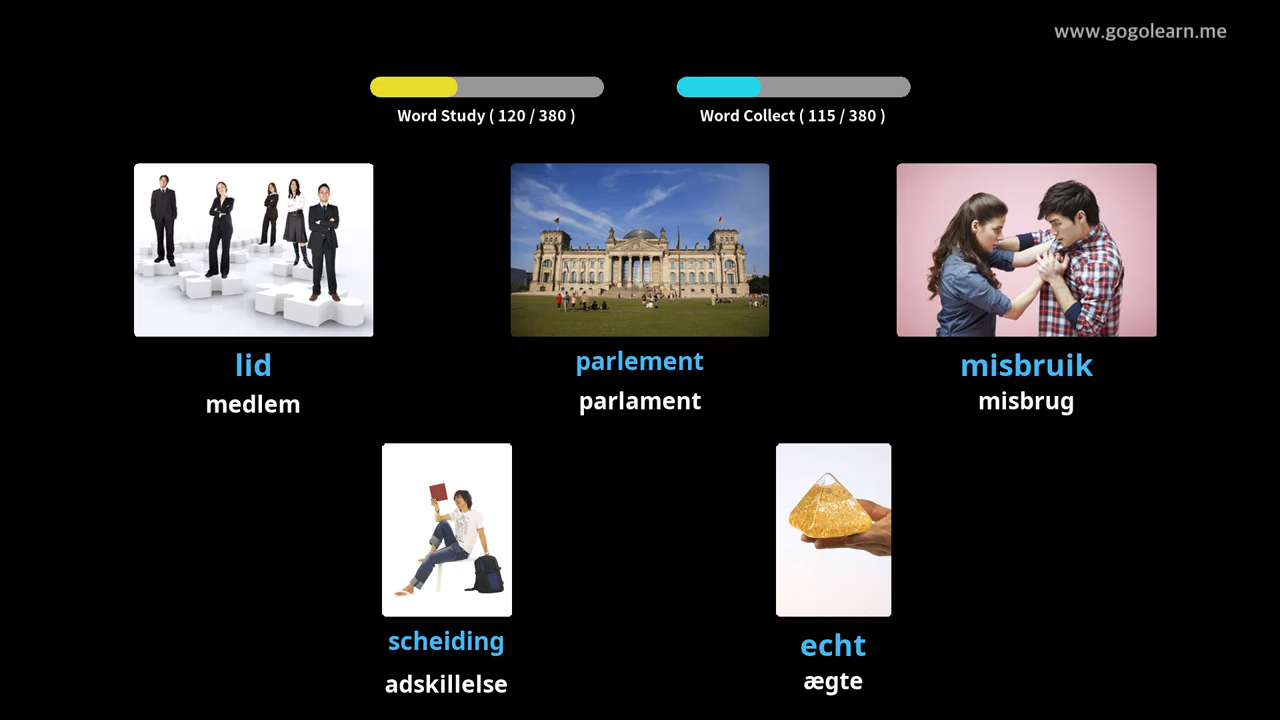 www.gogolearn.me
Word Study ( 120 / 380 )
Word Collect ( 115 / 380 )
lid
medlem
parlement
parlament
misbruik
misbrug
scheiding
adskillelse
echt
ægte